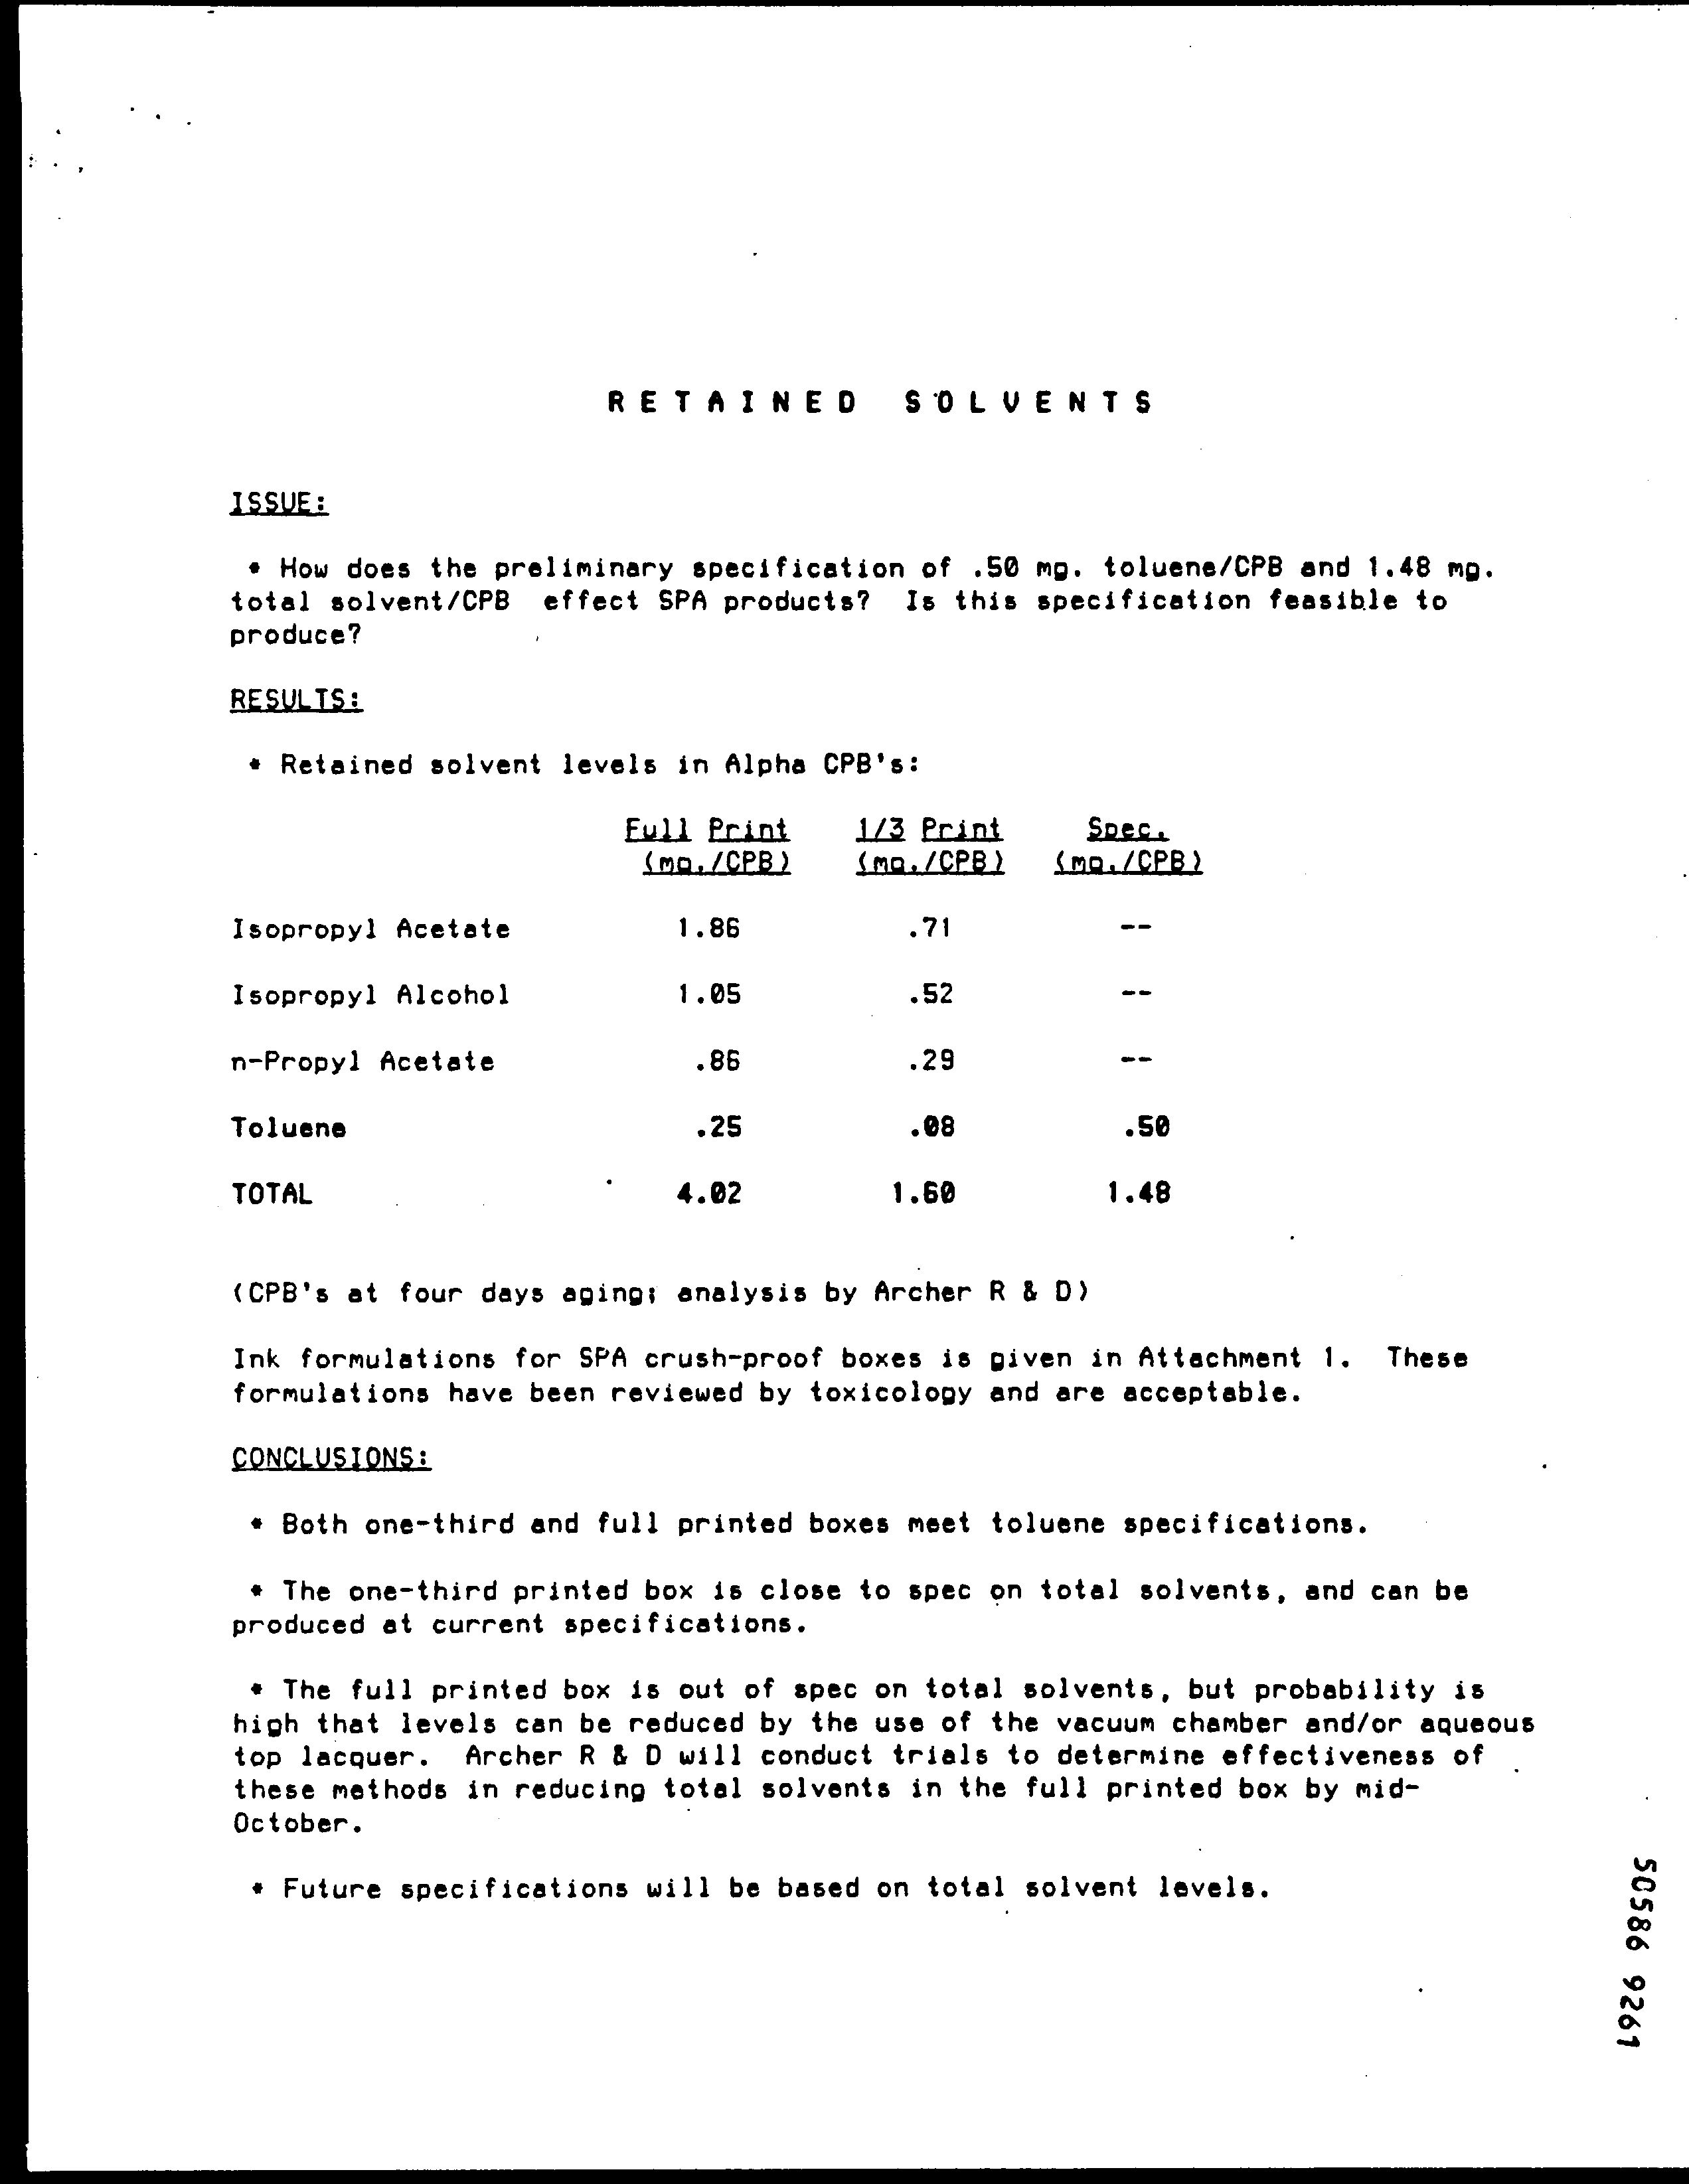 RETAINED SOLVENTS
ISSUE:
* How does the preliminary specification of .50 mg. toluene/CPB and 1.48 mg.
total solvent/CPB effect SPA products? Is this specification feasible to
produce?
RESULTS:
* Retained solvent levels in Alpha CPB's:
Full Print 1/3 Print Spec.
(mg./CPB) (mg./CPB) (mg./CPB)
Isopropyl Acetate 1.86 .71 --
Isopropyl Alcohol 1.05 .52 --
n-Propyl Acetate .86 .29 --
Toluene .25 .08 .50
TOTAL 4.02 1.60 1.48
(CPB's at four days aging; analysis by Archer R & D)
Ink formulations for SPA crush-proof boxes is given in Attachment 1. These
formulations have been reviewed by toxicology and are acceptable.
CONCLUSIONS:
* Both one-third and full printed boxes meet toluene specifications.
* The one-third printed box is close to spec on total solvents, and can be
produced at current specifications.
* The full printed box is out of spec on total solvents, but probability is
high that levels can be reduced by the use of the vacuum chamber and/or aqueous
top lacquer. Archer R & D will conduct trials to determine effectiveness of
these methods in reducing total solvents in the full printed box by mid-
October.
* Future specifications will be based on total solvent levels.
50586 9261